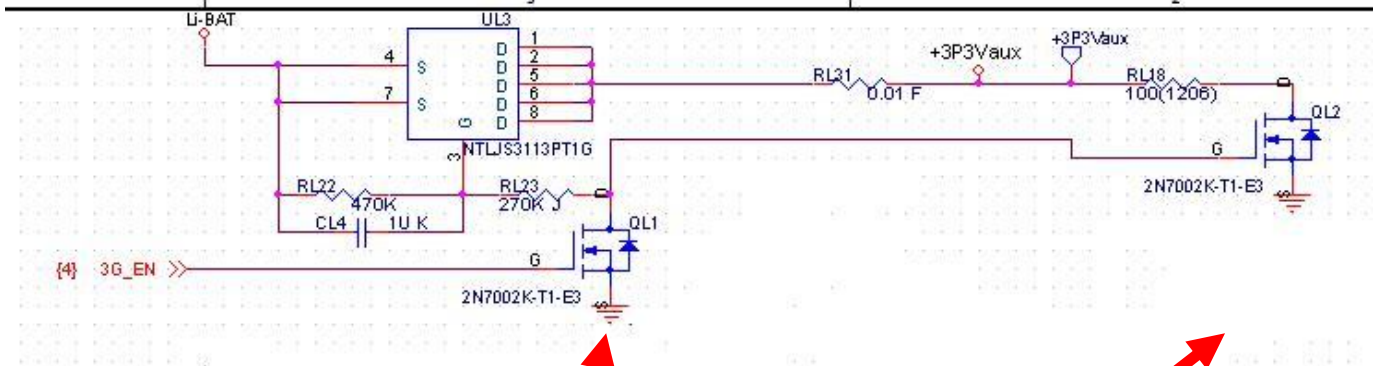 Li-BAT
UL3
1
2
5
6
8
4
7
3
S
S
D
D
D
D
D
G
NTLJS3113PT1G
RL31
0.01 F
+3P3Vaux
+3P3Vaux
RL18
100(1206)
D
QL2
G
S
2N7002K-T1-E3
RL22
470K
RL23
270K J
D
CL4
1U K
QL1
G
S
{4} 3G_EN
2N7002K-T1-E3